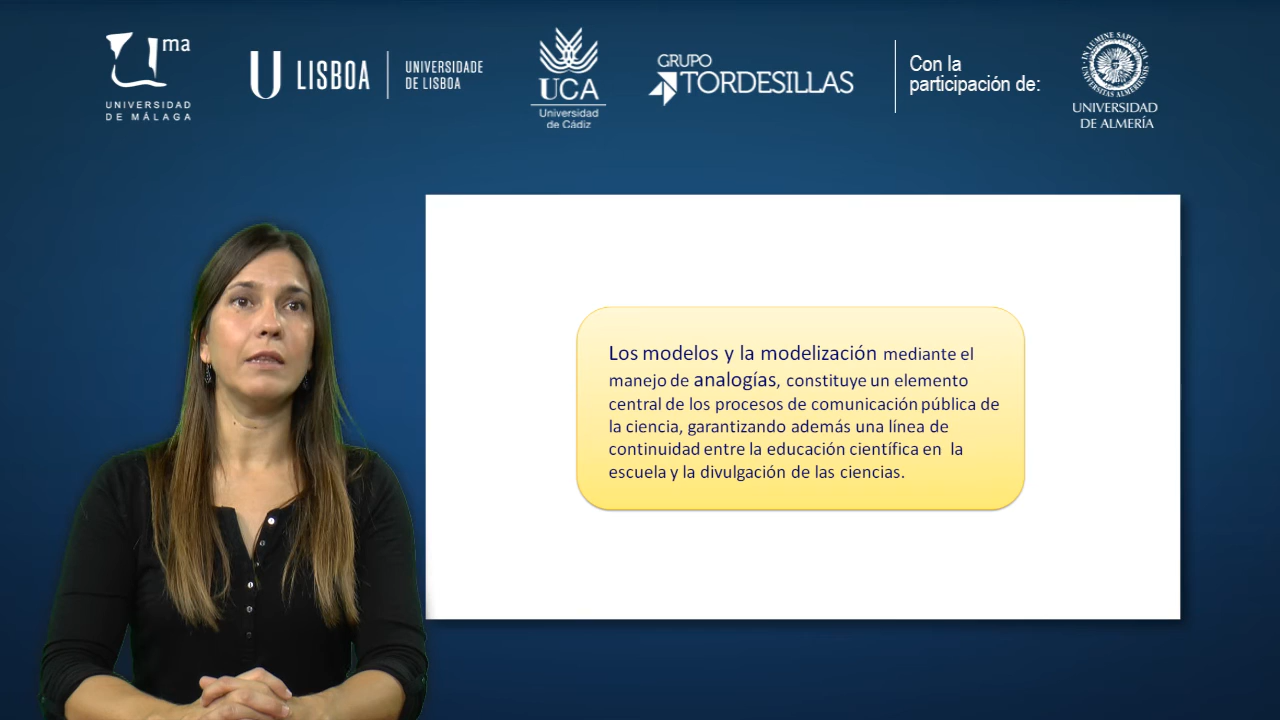 ma
UNIVERSIDAD
DE MÁLAGA
U LISBOA
UNIVERSIDADE
DE LISBOA
UCA
Universidad
de Cádiz
GRUPO
TORDESILLAS
Con la
participación de:
UNIVERSIDAD
DE ALMERÍA
Los modelos y la modelización mediante el
manejo de analogías, constituye un elemento
central de los procesos de comunicación pública de
la ciencia, garantizando además una línea de
continuidad entre la educación científica en la
escuela y la divulgación de las ciencias.